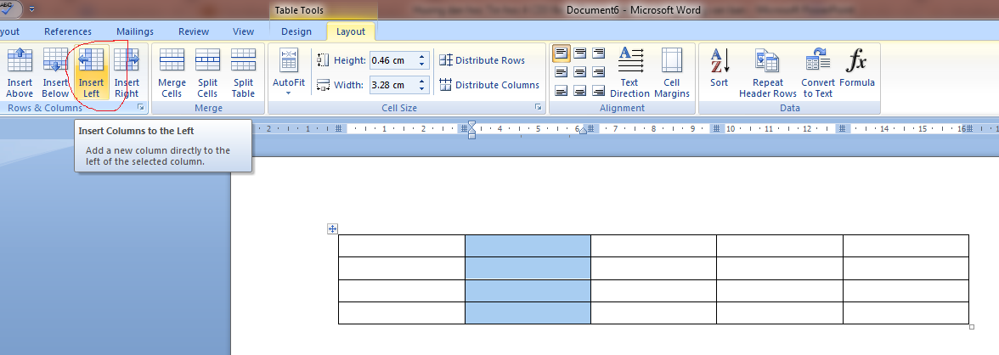 ABC
Table Tools
Document6 - Microsoft Word
yout References Mailings Review View Design Layout
Insert Above
Insert Below
Insert Left
Insert Right
Rows & Columns
Merge Cells
Split Cells
Split Table
Merge
AutoFit
Height: 0.46 cm
Width: 3.28 cm
Distribute Rows
Distribute Columns
Cell Size
Text Direction
Cell Margins
Alignment
A Z Sort
Repeat Header Rows
Convert to Text
fx Formula
Data
Insert Columns to the Left
Add a new column directly to the
left of the selected column.
2 1 1 2 4 5 6 7 8 9 10 11 12 13 14 15 16 1